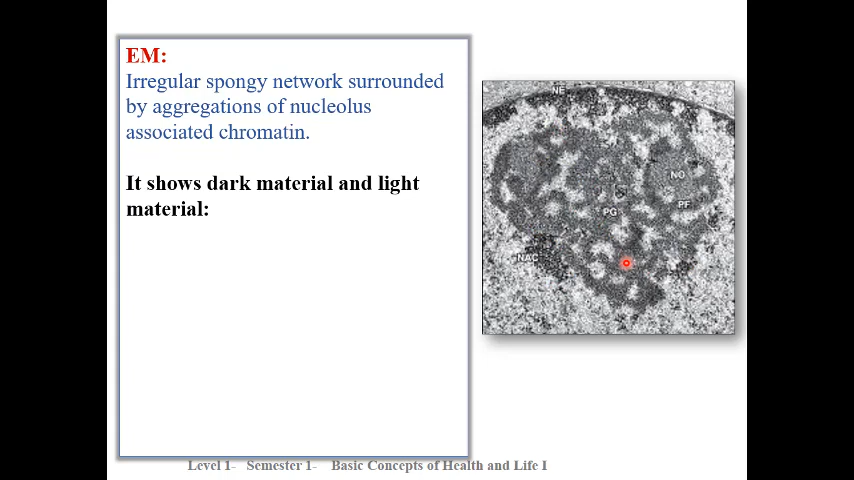 EM:
Irregular spongy network surrounded
by aggregations of nucleolus
associated chromatin.
It shows dark material and light
material:
NE
NO
PG
PF
NAC
Level 1- Semester 1- Basic Concepts of Health and Life I